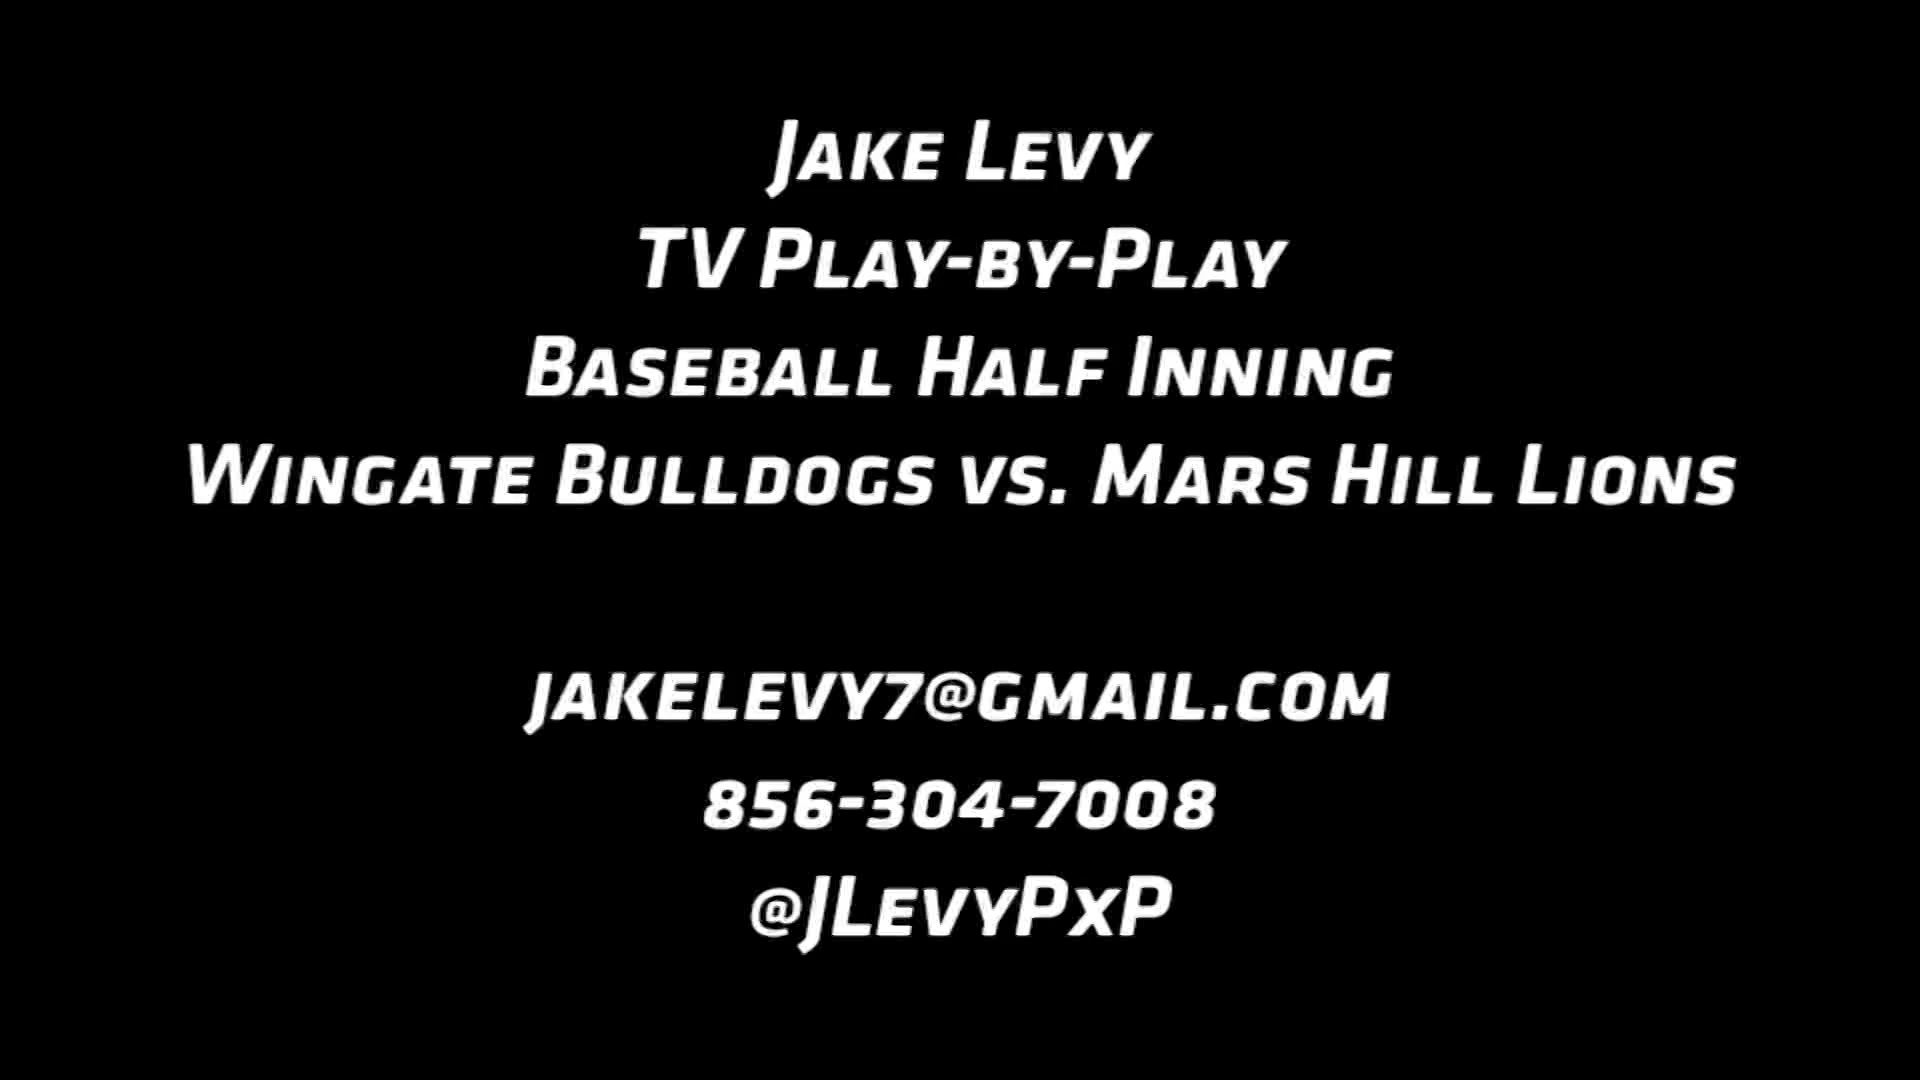 Jake Levy
TV Play-by-Play
Baseball Half Inning
Wingate Bulldogs vs. Mars Hill Lions
jakelevy7@gmail.com
856-304-7008
@JLevyPxP